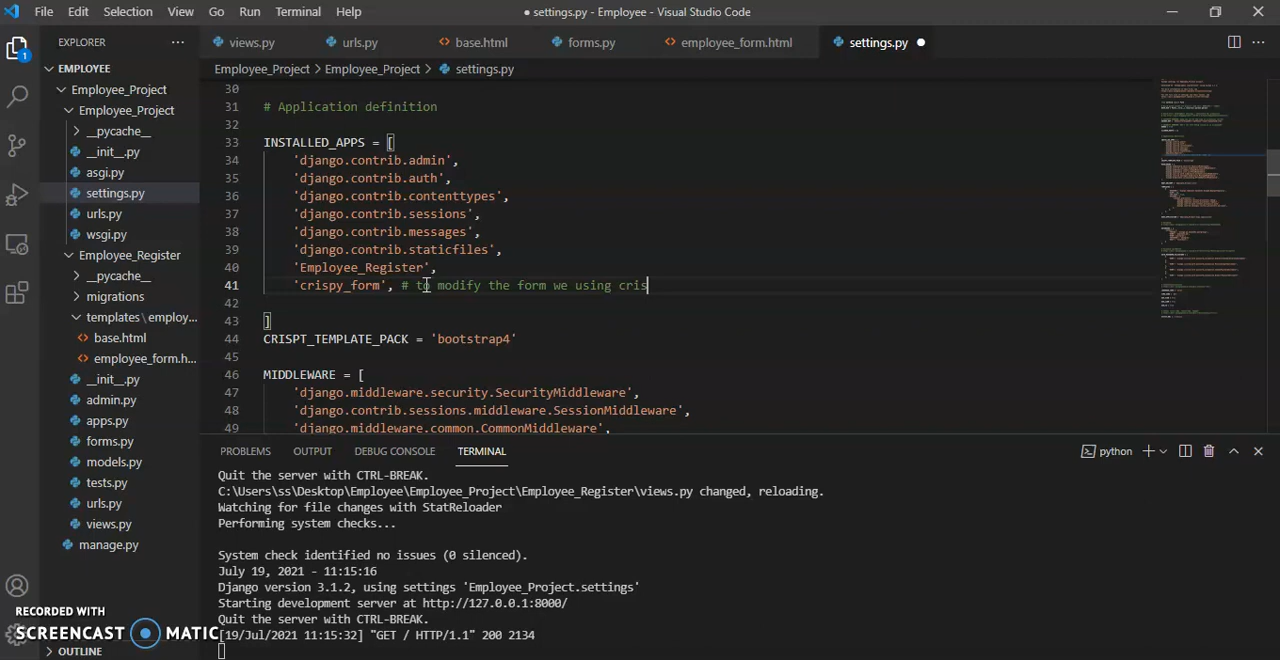 File Edit Selection View Go Run Terminal Help
● settings.py - Employee - Visual Studio Code
EXPLORER ···
views.py urls.py base.html forms.py employee_form.html settings.py ●
1
Employee_Project > Employee_Project > settings.py
EMPLOYEE
Employee_Project
Employee_Project
__pycache__
__init__.py
asgi.py
settings.py
urls.py
wsgi.py
Employee_Register
__pycache__
migrations
templates \ employ...
base.html
employee_form.h...
__init__.py
admin.py
apps.py
forms.py
models.py
tests.py
urls.py
views.py
manage.py
OUTLINE
30
31 # Application definition
32
33 INSTALLED_APPS = [
34 'django.contrib.admin',
35 'django.contrib.auth',
36 'django.contrib.contenttypes',
37 'django.contrib.sessions',
38 'django.contrib.messages',
39 'django.contrib.staticfiles',
40 'Employee_Register',
41 'crispy_form', # to modify the form we using cris
42
43 ]
44 CRISPT_TEMPLATE_PACK = 'bootstrap4'
45
46 MIDDLEWARE = [
47 'django.middleware.security.SecurityMiddleware',
48 'django.contrib.sessions.middleware.SessionMiddleware',
49 'django.middleware.common.CommonMiddleware',
PROBLEMS OUTPUT DEBUG CONSOLE TERMINAL
python
Quit the server with CTRL-BREAK.
C:\Users\ss\Desktop\Employee\Employee_Project\Employee_Register\views.py changed, reloading.
Watching for file changes with StatReloader
Performing system checks...
System check identified no issues (0 silenced).
July 19, 2021 - 11:15:16
Django version 3.1.2, using settings 'Employee_Project.settings'
Starting development server at http://127.0.0.1:8000/
Quit the server with CTRL-BREAK.
[19/Jul/2021 11:15:32] "GET / HTTP/1.1" 200 2134
RECORDED WITH
SCREENCAST MATIC